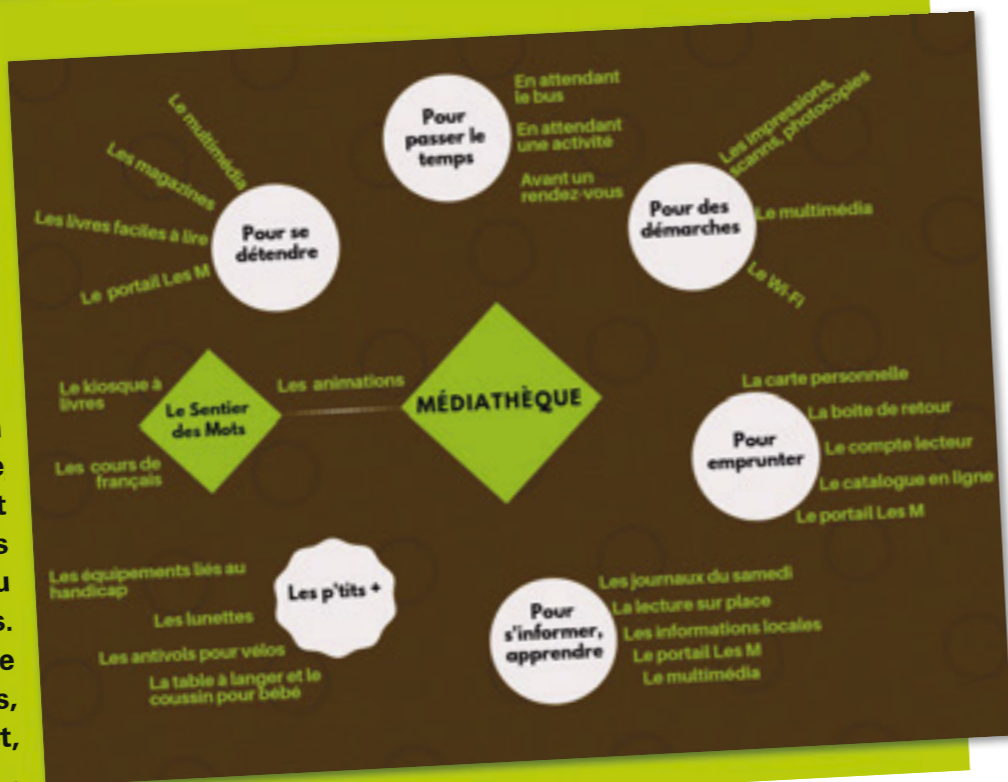 Pour
passer le
temps
En attendant
le bus
En attendant
une activité
Avant un
rendez-vous
Pour des
démarches
Les impressions,
scanns, photocopies
Le multimédia
Le Wi-Fi
Pour se
détendre
Le multimédia
Les magazines
Les livres faciles à lire
Le portail Les M
MÉDIATHÈQUE
Les animations
Le Sentier
des Mots
Le kiosque à
livres
Les cours de
français
Pour
emprunter
La carte personnelle
La boite de retour
Le compte lecteur
Le catalogue en ligne
Le portail Les M
Les p'tits +
Les équipements liés au
handicap
Les lunettes
Les antivols pour vélos
La table à langer et le
coussin pour bébé
Pour
s'informer,
apprendre
Les journaux du samedi
La lecture sur place
Les informations locales
Le portail Les M
Le multimédia